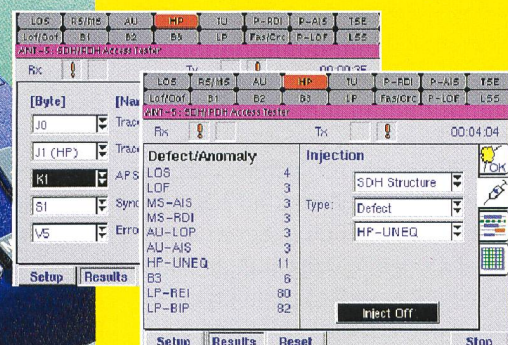 LOS RS/MS AU HP TU P-RDI P-AIS TSE
Lof/Oof B1 B2 B3 LP Fas/Crc P-LOF LSS
ANT-5: SDH/PDH Access Tester
Rx
[Byte]
J0
J1 (HP)
K1 APS
S1
V5
Setup Results
LOS RS/MS AU HP TU P-RDI P-AIS TSE
Lof/Oof B1 B2 B3 LP Fas/Crc P-LOF LSS
ANT-5: SDH/PDH Access Tester
Rx Tx 00:04:04
Defect/Anomaly Injection
LOS 4
LOF 3
MS-AIS 3
MS-RDI 3
AU-LOP 3
AU-AIS 3
HP-UNEQ 11
B3 6
LP-REI 80
LP-BIP 82
SDH Structure
Type: Defect
HP-UNEQ
Inject Off
OK
Setup Results Reset Stop